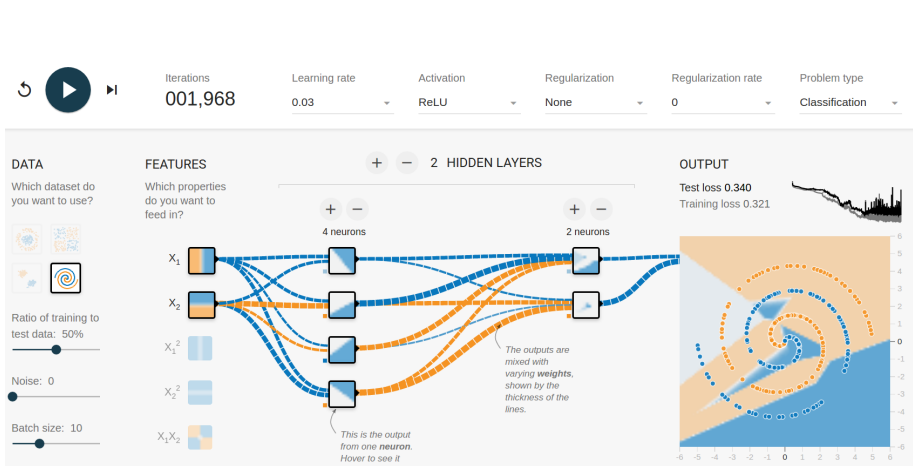 Iterations
001,968
Learning rate
0.03
Activation
ReLU
Regularization
None
Regularization rate
0
Problem type
Classification
DATA
Which dataset do
you want to use?
Ratio of training to
test data: 50%
Noise: 0
Batch size: 10
FEATURES
Which properties
do you want to
feed in?
X₁
X₂
X₁²
X₂²
X₁X₂
+ − 2 HIDDEN LAYERS
+ −
4 neurons
+ −
2 neurons
This is the output
from one neuron.
Hover to see it
The outputs are
mixed with
varying weights,
shown by the
thickness of the
lines.
OUTPUT
Test loss 0.340
Training loss 0.321
6
5
4
3
2
1
0
-1
-2
-3
-4
-5
-6
-6 -5 -4 -3 -2 -1 0 1 2 3 4 5 6